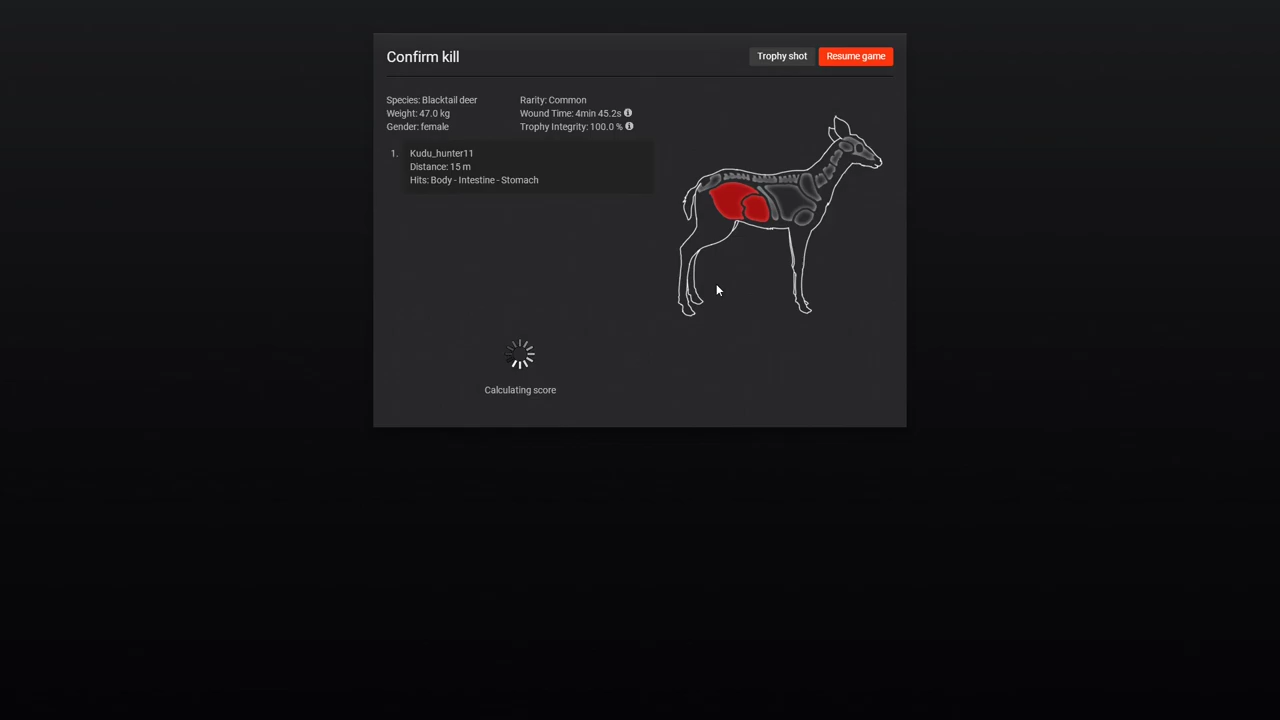 Confirm kill
Trophy shot
Resume game
Species: Blacktail deer
Rarity: Common
Weight: 47.0 kg
Wound Time: 4min 45.2s
Gender: female
Trophy Integrity: 100.0 %
1. Kudu_hunter11
Distance: 15 m
Hits: Body - Intestine - Stomach
Calculating score